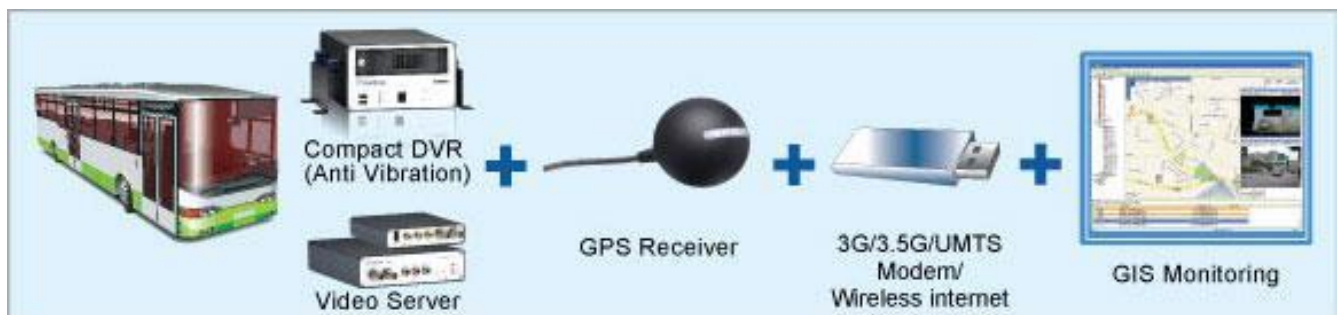 Compact DVR
(Anti Vibration)
Video Server
GPS Receiver
3G/3.5G/UMTS
Modem/
Wireless internet
GIS Monitoring